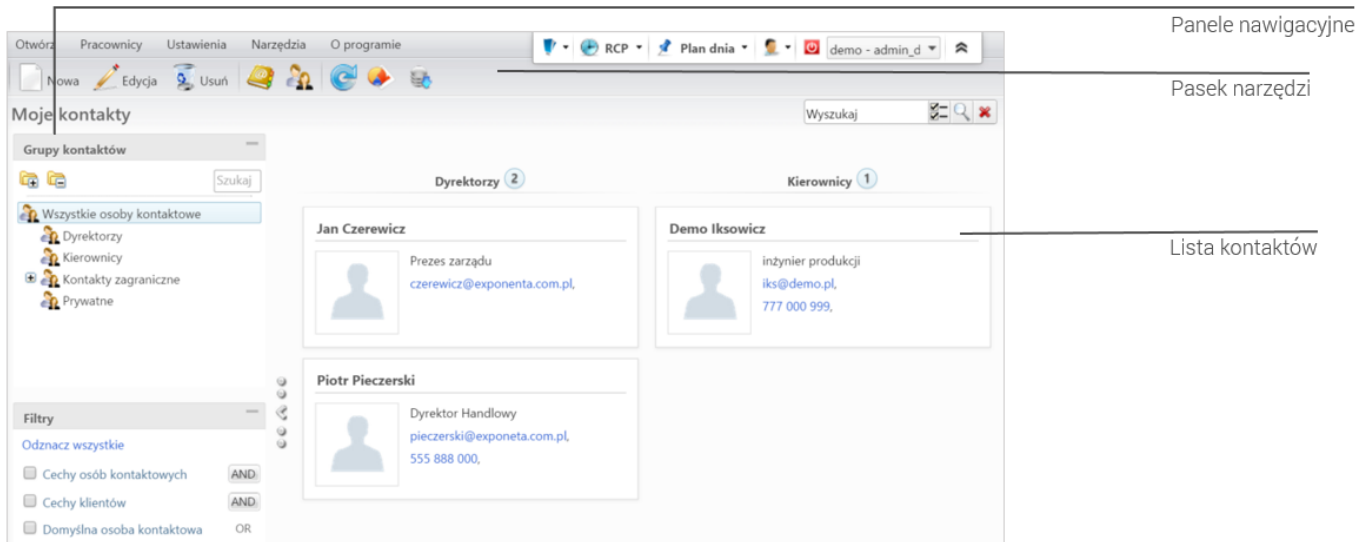 Panele nawigacyjne
Otwórz Pracownicy Ustawienia Narzędzia O programie
RCP Plan dnia demo - admin_d
Nowa Edycja Usuń
Pasek narzędzi
Moje kontakty
Wyszukaj
Grupy kontaktów
Szukaj
Wszystkie osoby kontaktowe
Dyrektorzy
Kierownicy
Kontakty zagraniczne
Prywatne
Filtry
Odznacz wszystkie
Cechy osób kontaktowych AND
Cechy klientów AND
Domyślna osoba kontaktowa OR
Dyrektorzy 2
Jan Czerewicz
Prezes zarządu
czerewicz@exponenta.com.pl,
Piotr Pieczerski
Dyrektor Handlowy
pieczerski@exponeta.com.pl,
555 888 000,
Kierownicy 1
Demo Iksowicz
inżynier produkcji
iks@demo.pl,
777 000 999,
Lista kontaktów